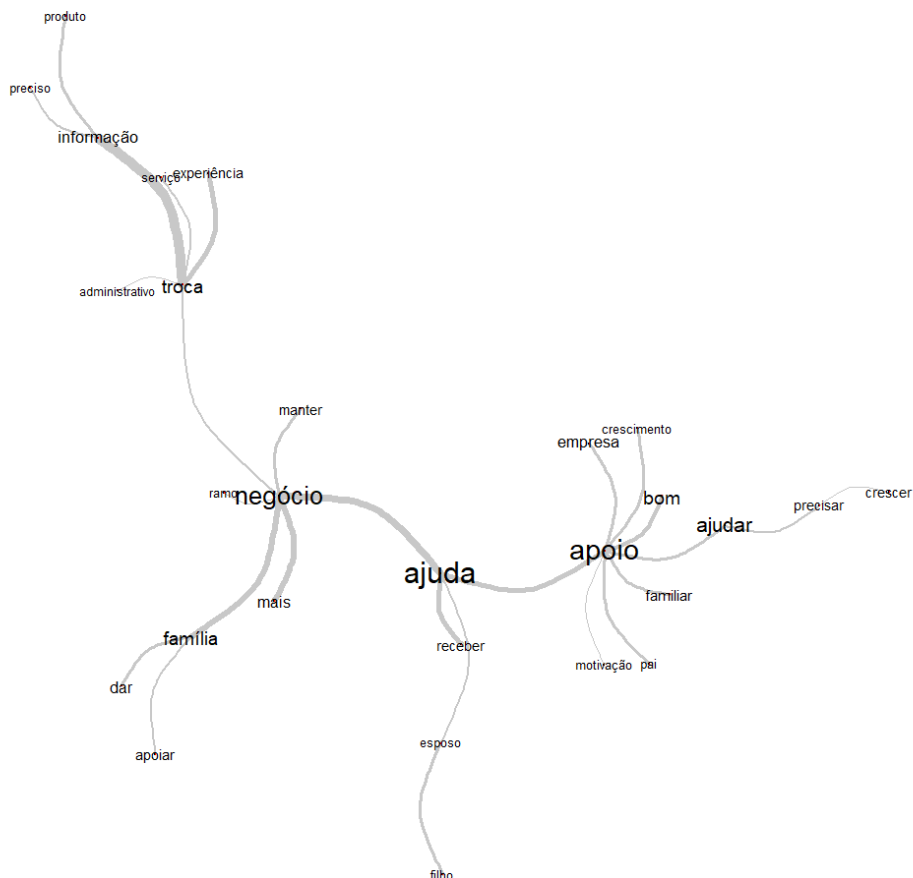 produto
preciso
informação
serviço
experiência
administrativo
troca
manter
crescimento
empresa
ramo
negócio
bom
precisar
crescer
ajudar
apoio
ajuda
familiar
mais
família
receber
motivação
pai
dar
apoiar
esposo
filho